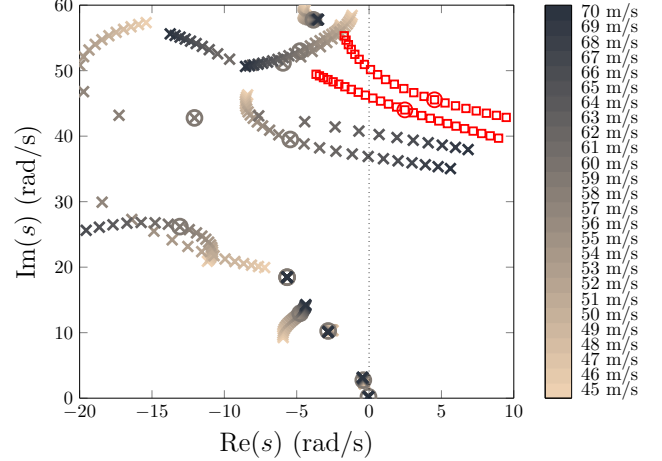 60
50
40
30
20
10
0
−20
−15
−10
−5
0
5
10
Im(s) (rad/s)
Re(s) (rad/s)
70 m/s
69 m/s
68 m/s
67 m/s
66 m/s
65 m/s
64 m/s
63 m/s
62 m/s
61 m/s
60 m/s
59 m/s
58 m/s
57 m/s
56 m/s
55 m/s
54 m/s
53 m/s
52 m/s
51 m/s
50 m/s
49 m/s
48 m/s
47 m/s
46 m/s
45 m/s